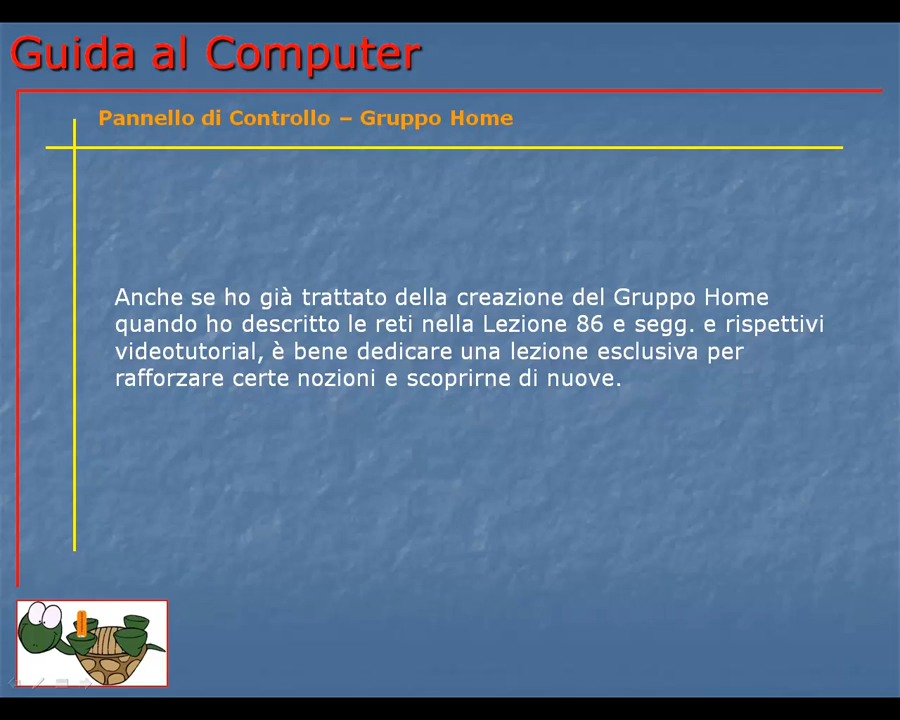 Guida al Computer
Pannello di Controllo – Gruppo Home
Anche se ho già trattato della creazione del Gruppo Home
quando ho descritto le reti nella Lezione 86 e segg. e rispettivi
videotutorial, è bene dedicare una lezione esclusiva per
rafforzare certe nozioni e scoprirne di nuove.